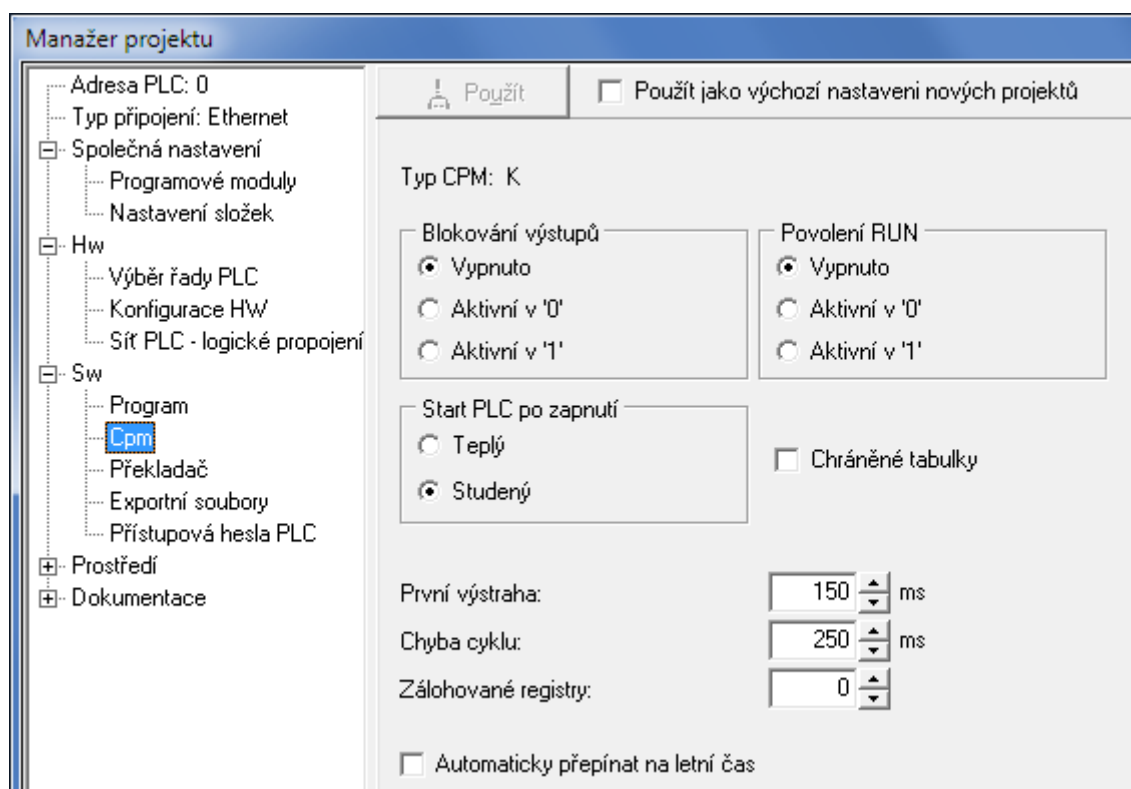 Manažer projektu
Adresa PLC: 0
Typ připojení: Ethernet
Společná nastavení
Programové moduly
Nastavení složek
Hw
Výběr řady PLC
Konfigurace HW
Síť PLC - logické propojení
Sw
Program
Cpm
Překladač
Exportní soubory
Přístupová hesla PLC
Prostředí
Dokumentace
Použít
Použít jako výchozí nastaveni nových projektů
Typ CPM: K
Blokování výstupů
Vypnuto
Aktivní v '0'
Aktivní v '1'
Povolení RUN
Vypnuto
Aktivní v '0'
Aktivní v '1'
Start PLC po zapnutí
Teplý
Studený
Chráněné tabulky
První výstraha: 150 ms
Chyba cyklu: 250 ms
Zálohované registry: 0
Automaticky přepínat na letní čas